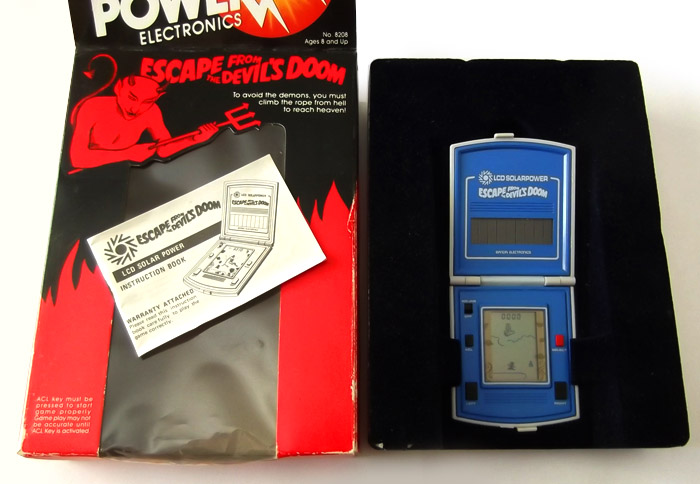 POWER
ELECTRONICS
No. 8208
Ages 8 and Up
ESCAPE FROM
THE DEVIL'S DOOM
To avoid the demons, you must
climb the rope from hell
to reach heaven!
ESCAPE FROM THE DEVIL'S DOOM
LCD SOLAR POWER
INSTRUCTION BOOK
WARRANTY ATTACHED
Please read this instruction
book carefully to play the
game correctly.
ACL key must be
pressed to start
game properly
Game play may not
be accurate until
ACL Key is activated.
LCD SOLARPOWER
ESCAPE FROM THE DEVIL'S DOOM